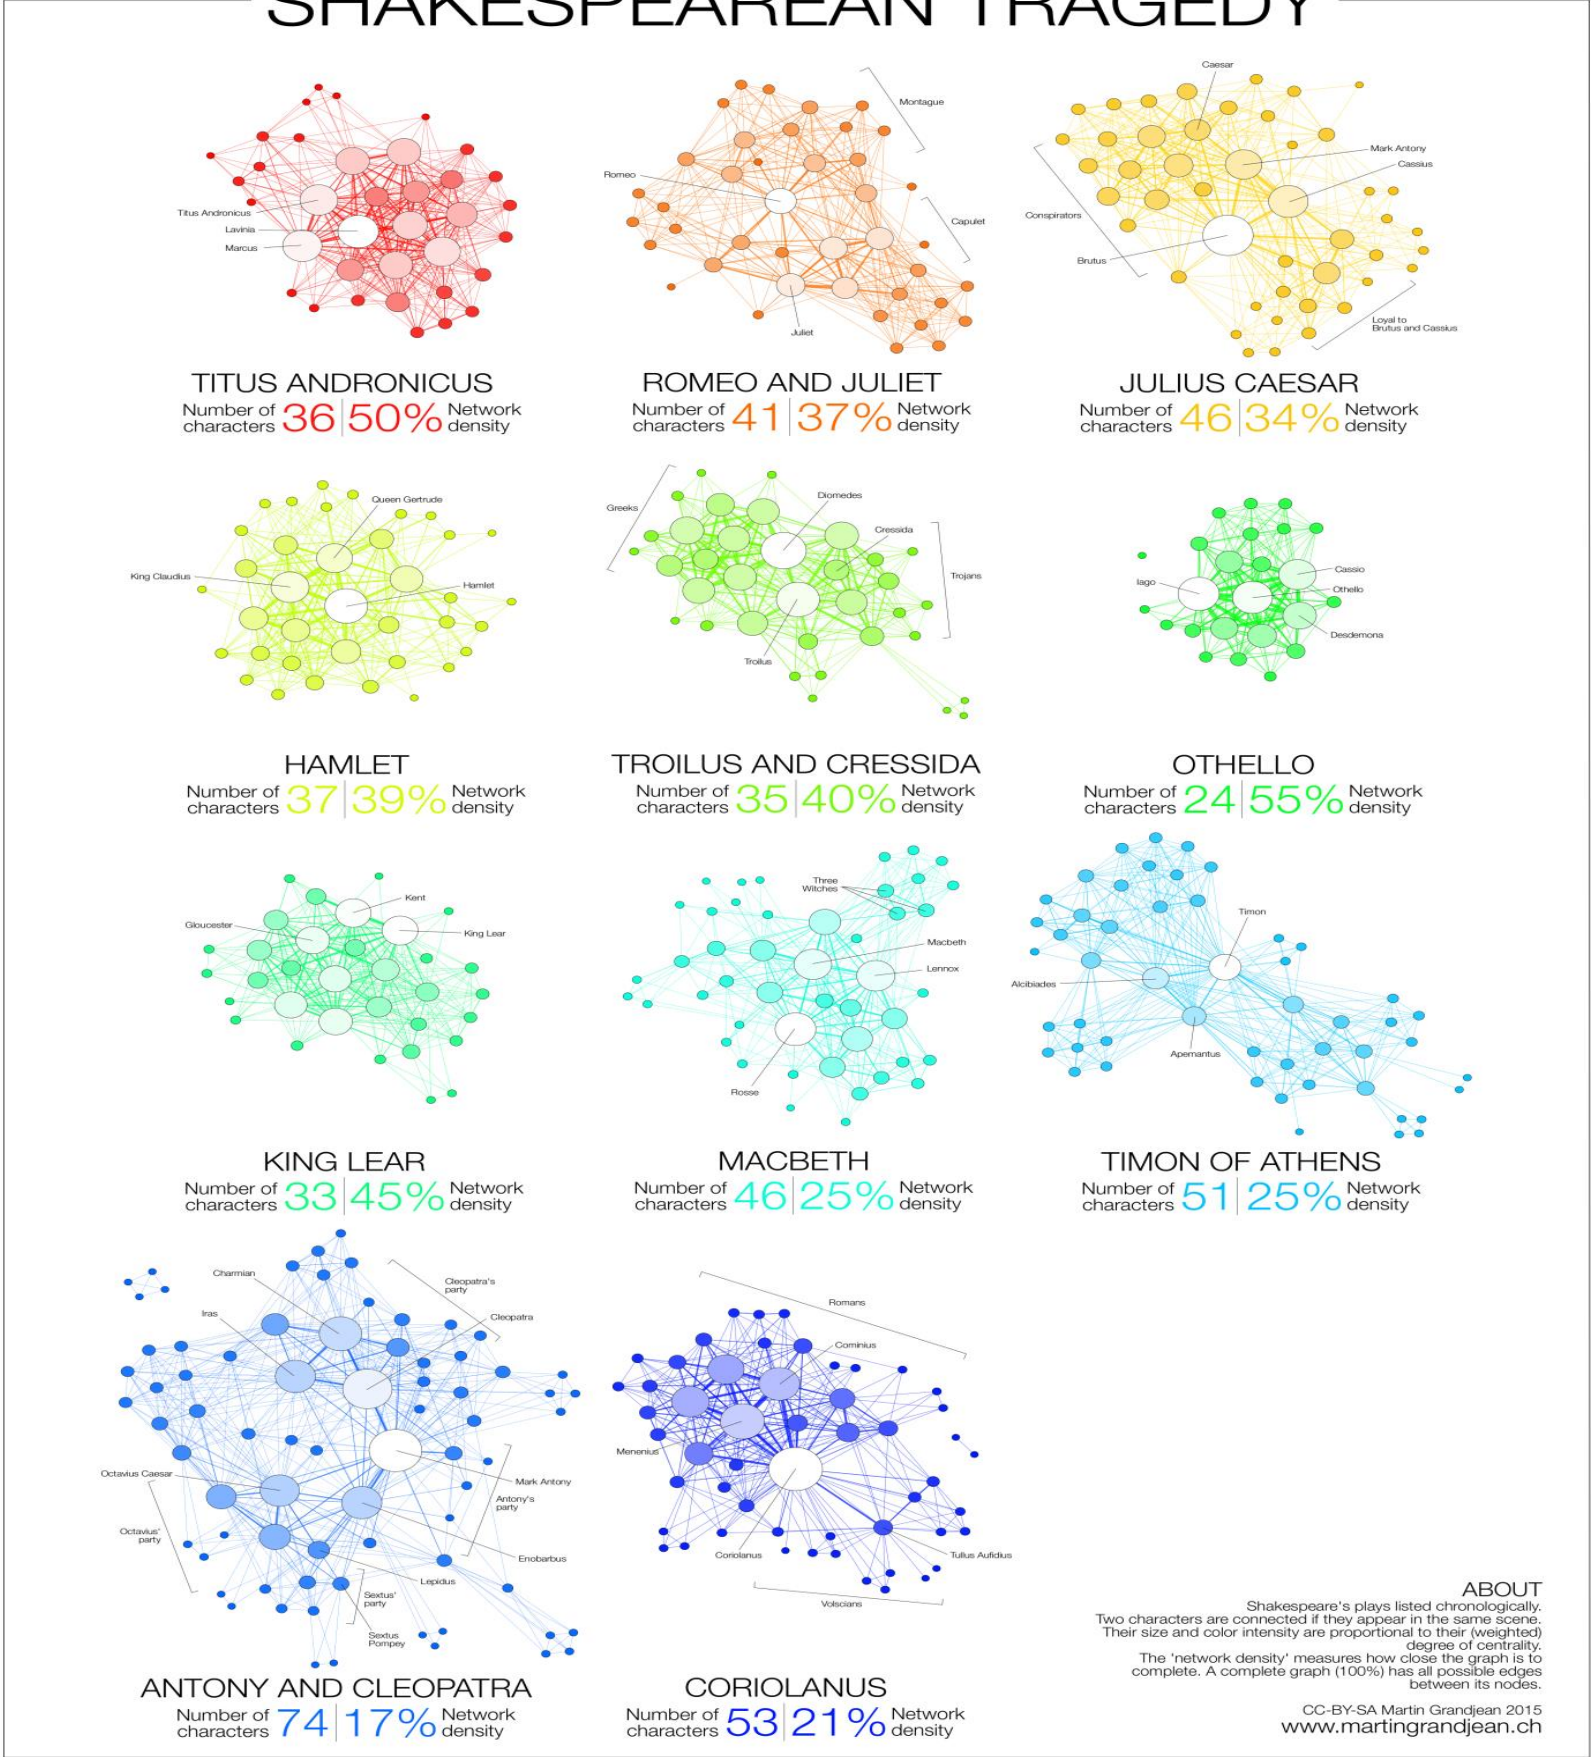 SHAKESPEAREAN TRAGEDY
Titus Andronicus
Lavinia
Marcus
TITUS ANDRONICUS
Number of characters 36 50% Network density
Montague
Romeo
Capulet
Juliet
ROMEO AND JULIET
Number of characters 41 37% Network density
Caesar
Mark Antony
Cassius
Conspirators
Brutus
Loyal to
Brutus and Cassius
JULIUS CAESAR
Number of characters 46 34% Network density
Queen Gertrude
King Claudius
Hamlet
HAMLET
Number of characters 37 39% Network density
Greeks
Diomedes
Cressida
Trojans
Troilus
TROILUS AND CRESSIDA
Number of characters 35 40% Network density
Iago
Cassio
Othello
Desdemona
OTHELLO
Number of characters 24 55% Network density
Kent
Gloucester
King Lear
KING LEAR
Number of characters 33 45% Network density
Three
Witches
Macbeth
Lennox
Rosse
MACBETH
Number of characters 46 25% Network density
Timon
Alcibiades
Apemantus
TIMON OF ATHENS
Number of characters 51 25% Network density
Charmian
Cleopatra's
party
Iras
Cleopatra
Octavius Caesar
Mark Antony
Antony's
party
Octavius'
party
Enobarbus
Lepidus
Sextus'
party
Sextus
Pompey
ANTONY AND CLEOPATRA
Number of characters 74 17% Network density
Romans
Cominius
Menenius
Coriolanus
Tullus Aufidius
Volscians
CORIOLANUS
Number of characters 53 21% Network density
ABOUT
Shakespeare's plays listed chronologically.
Two characters are connected if they appear in the same scene.
Their size and color intensity are proportional to their (weighted)
degree of centrality.
The 'network density' measures how close the graph is to
complete. A complete graph (100%) has all possible edges
between its nodes.
CC-BY-SA Martin Grandjean 2015
www.martingrandjean.ch